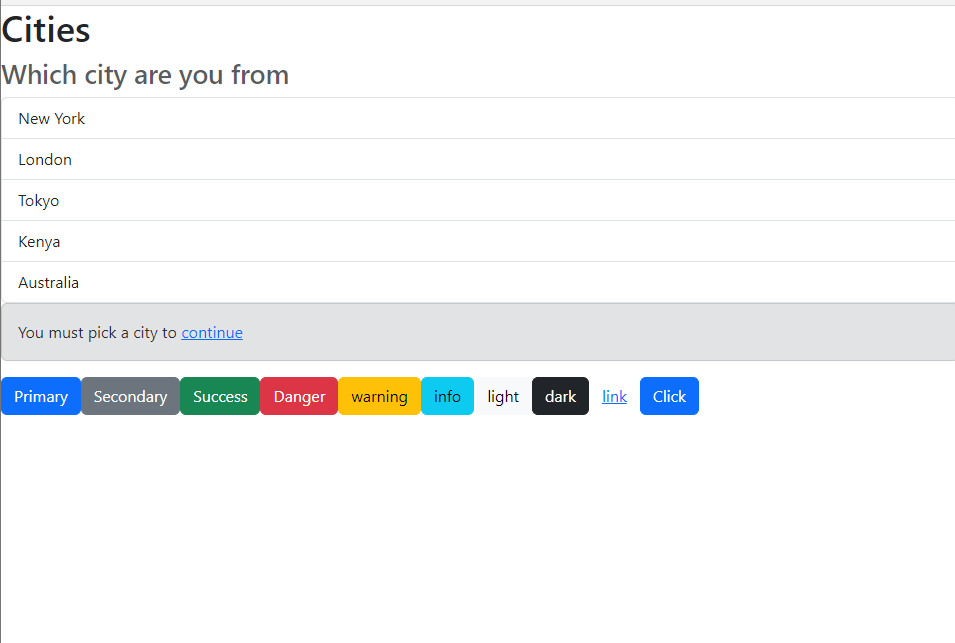 Cities
Which city are you from
New York
London
Tokyo
Kenya
Australia
You must pick a city to continue
Primary Secondary Success Danger warning info light dark link Click